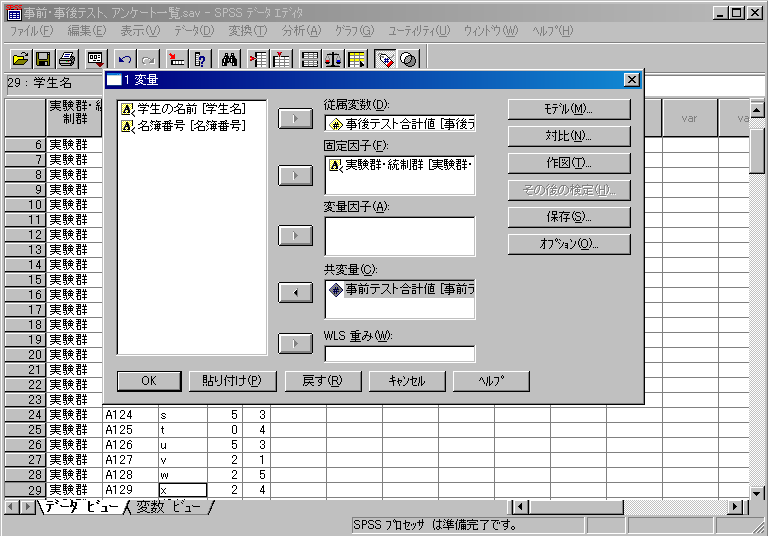 事前・事後テスト、アンケート一覧.sav - SPSS データ エディタ
ファイル(F) 編集(E) 表示(V) データ(D) 変換(T) 分析(A) グラフ(G) ユーティリティ(U) ウィンドウ(W) ヘルプ(H)
29 : 学生名
実験群・統
制群
var
va
1 変量
学生の名前 [学生名]
名簿番号 [名簿番号]
従属変数(D):
事後テスト合計値 [事後テ
固定因子(F):
実験群・統制群 [実験群・
変量因子(A):
共変量(C):
事前テスト合計値 [事前テ
WLS 重み(W):
モデル(M)...
対比(N)...
作図(T)...
その後の検定(H)...
保存(S)...
オプション(O)...
OK 貼り付け(P) 戻す(R) キャンセル ヘルプ
6 実験群
7 実験群
8 実験群
9 実験群
10 実験群
11 実験群
12 実験群
13 実験群
14 実験群
15 実験群
16 実験群
17 実験群
18 実験群
19 実験群
20 実験群
21 実験群
22 実験群
23 実験群
24 実験群 A124 s 5 3
25 実験群 A125 t 0 4
26 実験群 A126 u 5 3
27 実験群 A127 v 2 1
28 実験群 A128 w 2 5
29 実験群 A129 x 2 4
データ ビュー 変数 ビュー
SPSS プロセッサ は準備完了です。